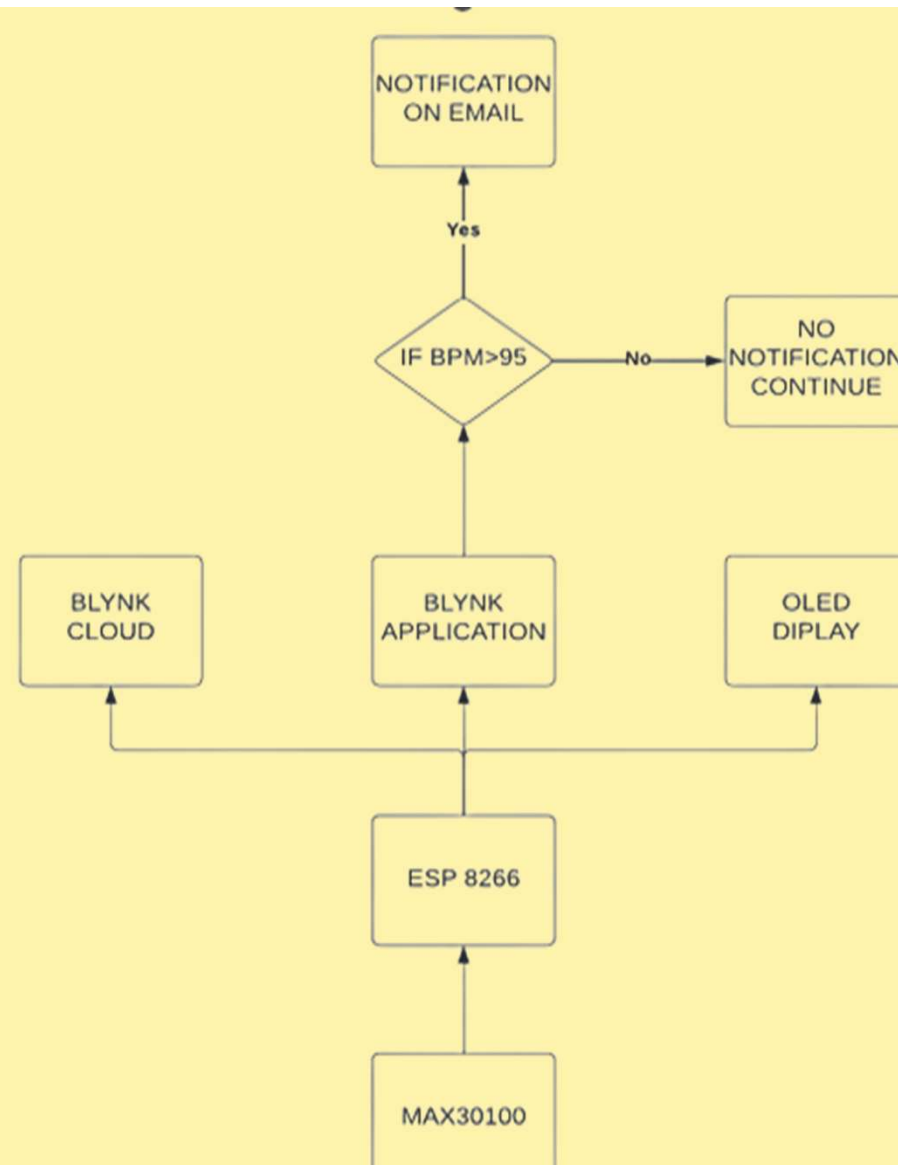 NOTIFICATION
ON EMAIL
Yes
IF BPM>95
No
NO
NOTIFICATION
CONTINUE
BLYNK
CLOUD
BLYNK
APPLICATION
OLED
DIPLAY
ESP 8266
MAX30100